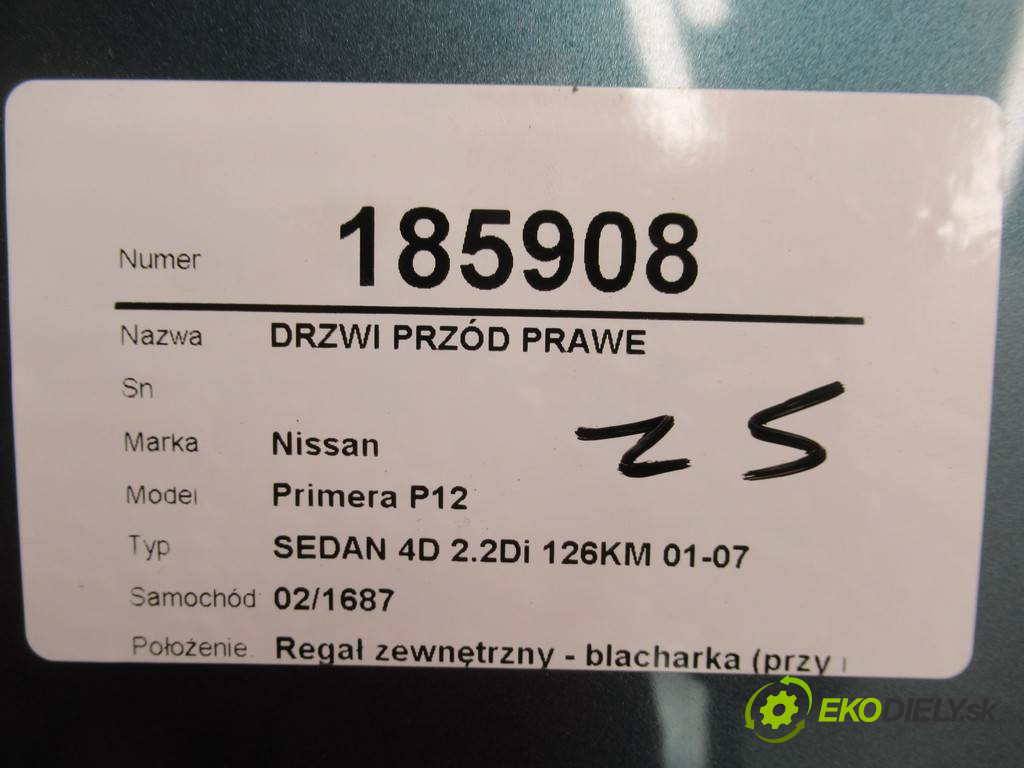 Numer 185908
Nazwa DRZWI PRZÓD PRAWE
Sn
Marka Nissan
Model Primera P12
Typ SEDAN 4D 2.2Di 126KM 01-07
Samochód 02/1687
Położenie Regał zewnętrzny - blacharka (przy
EKODIELY.sk